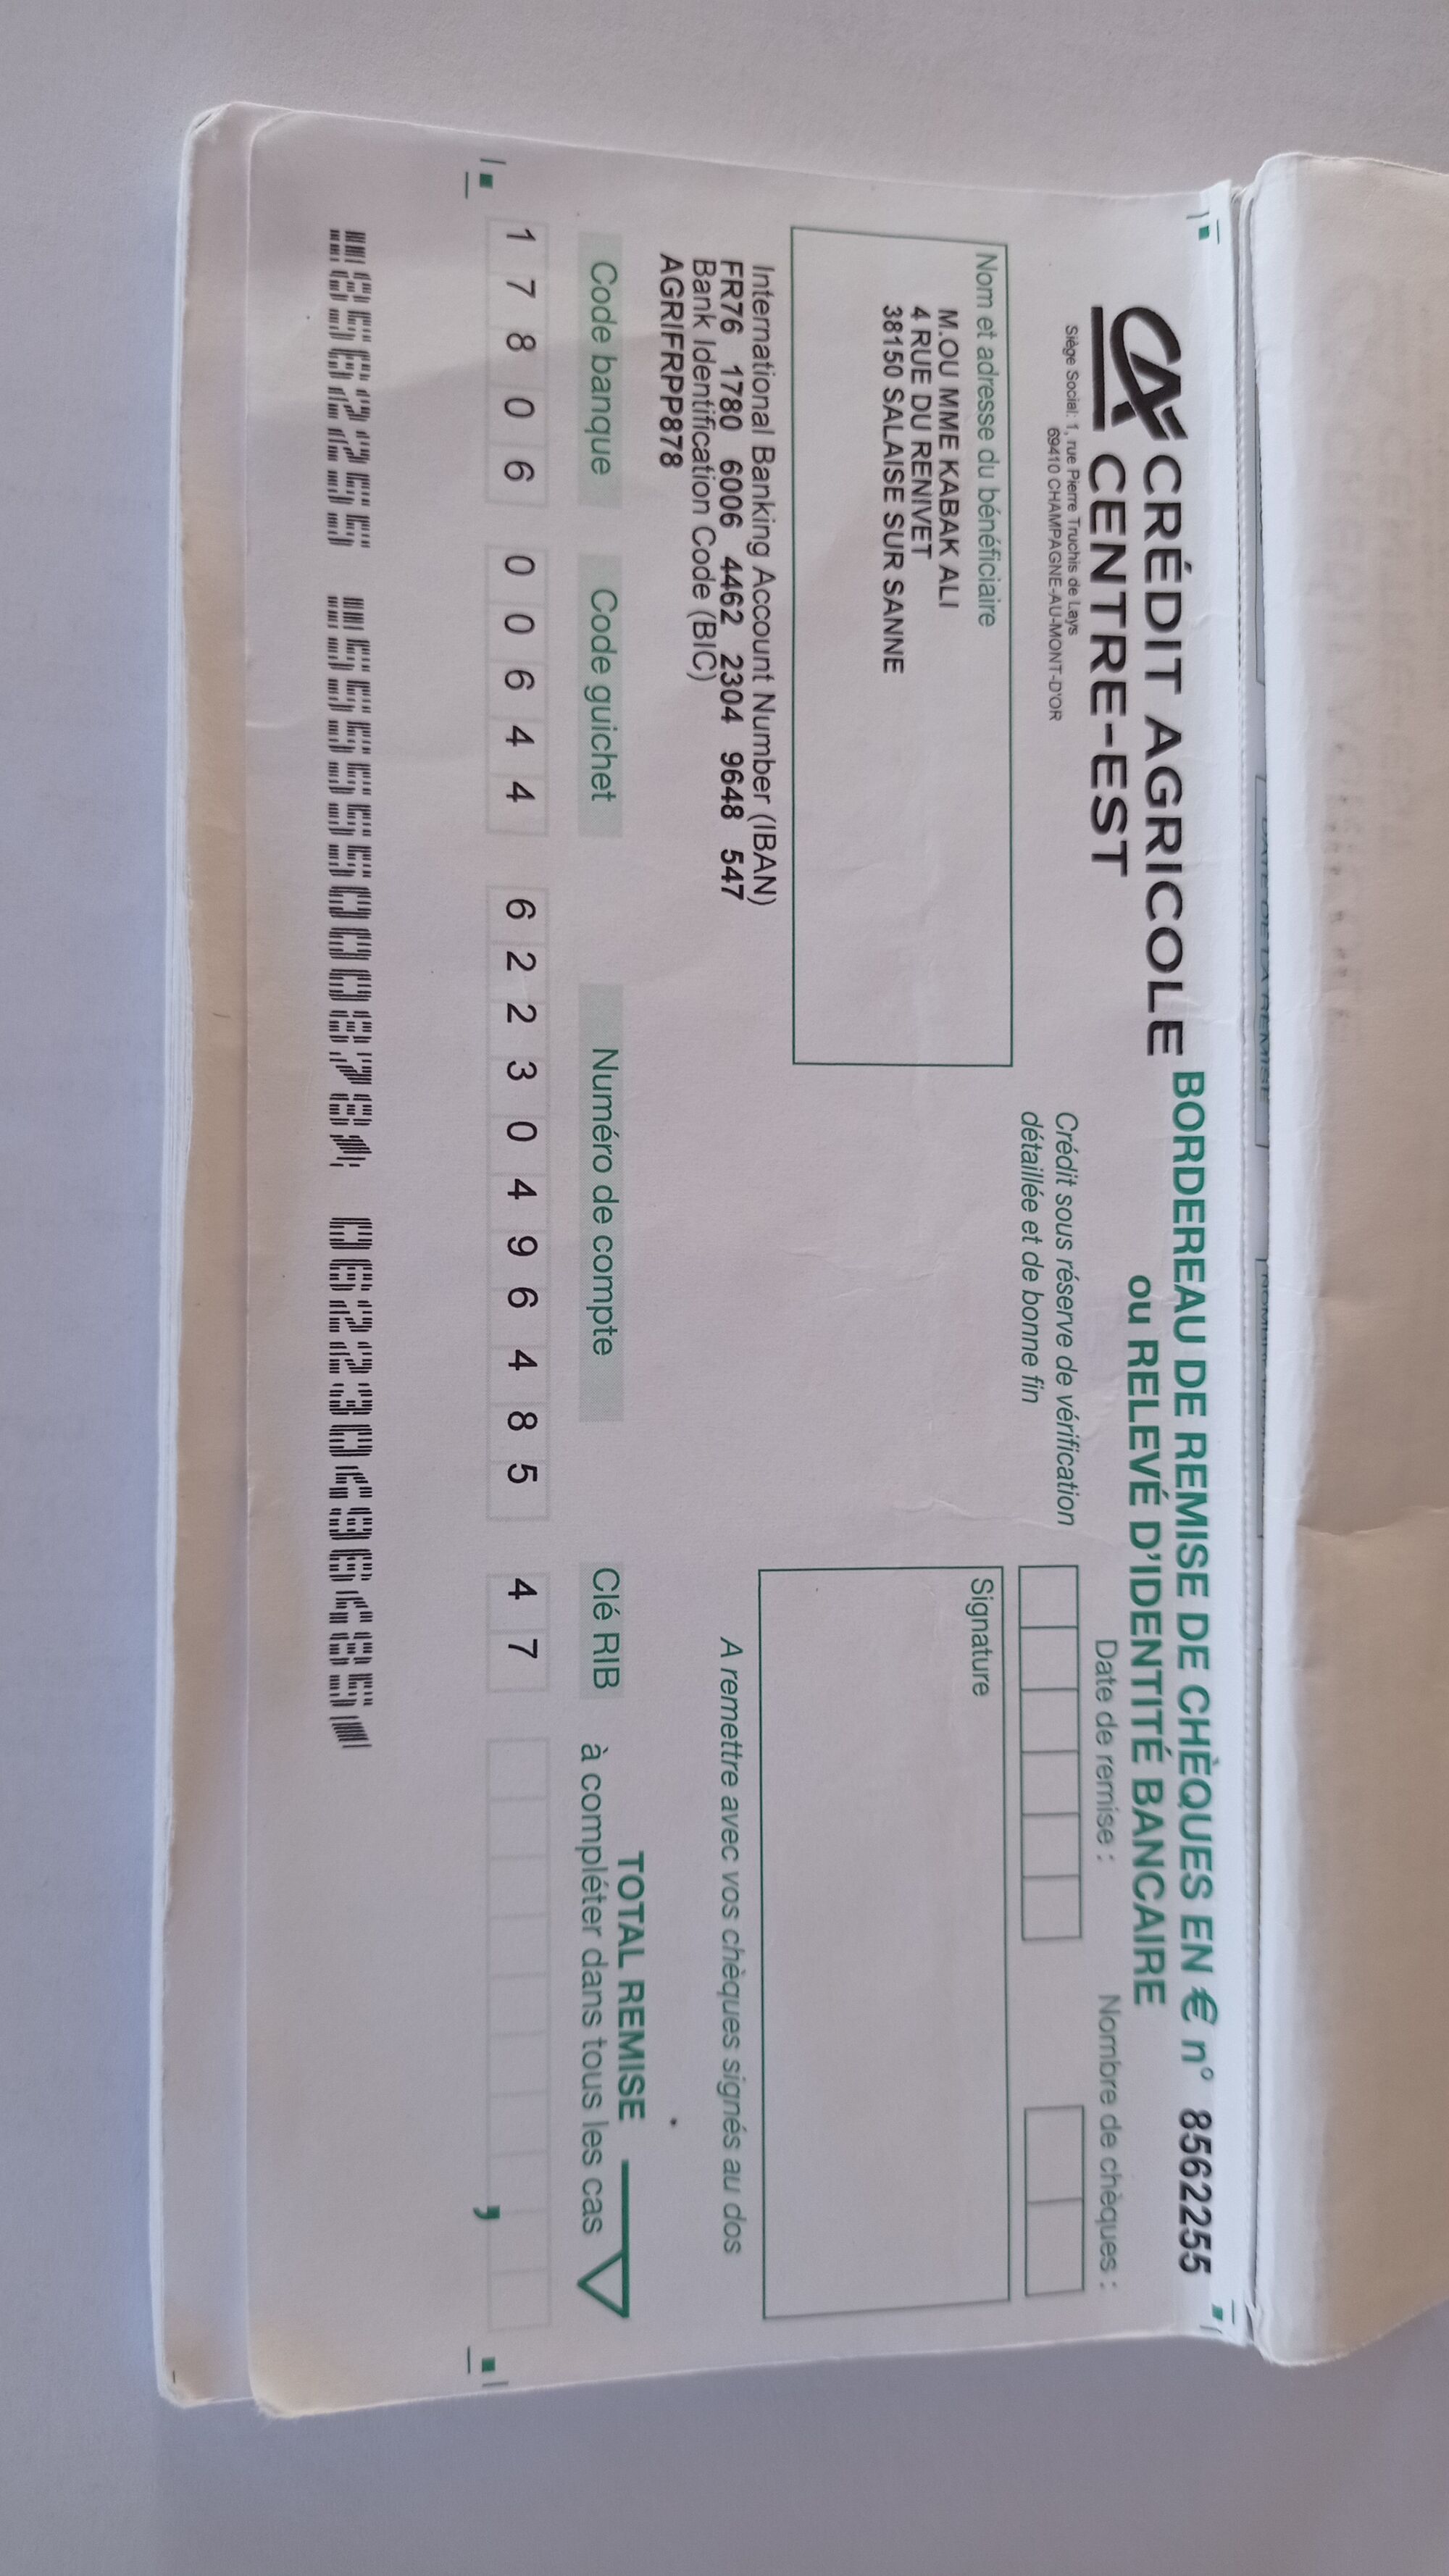 CA CRÉDIT AGRICOLE
CENTRE-EST
Siège Social: 1, rue Pierre Truchis de Lays
69410 CHAMPAGNE-AU-MONT-D'OR
BORDEREAU DE REMISE DE CHÈQUES EN € n° 8562255
ou RELEVÉ D'IDENTITÉ BANCAIRE
Date de remise :
Nombre de chèques :
Crédit sous réserve de vérification
détaillée et de bonne fin
Nom et adresse du bénéficiaire
M.OU MME KABAK ALI
4 RUE DU RENIVET
38150 SALAISE SUR SANNE
Signature
International Banking Account Number (IBAN)
FR76 1780 6006 4462 2304 9648 547
Bank Identification Code (BIC)
AGRIFRPP878
A remettre avec vos chèques signés au dos
TOTAL REMISE
Code banque Code guichet Numéro de compte Clé RIB à compléter dans tous les cas
1 7 8 0 6 0 0 6 4 4 6 2 2 3 0 4 9 6 4 8 5 4 7 ,